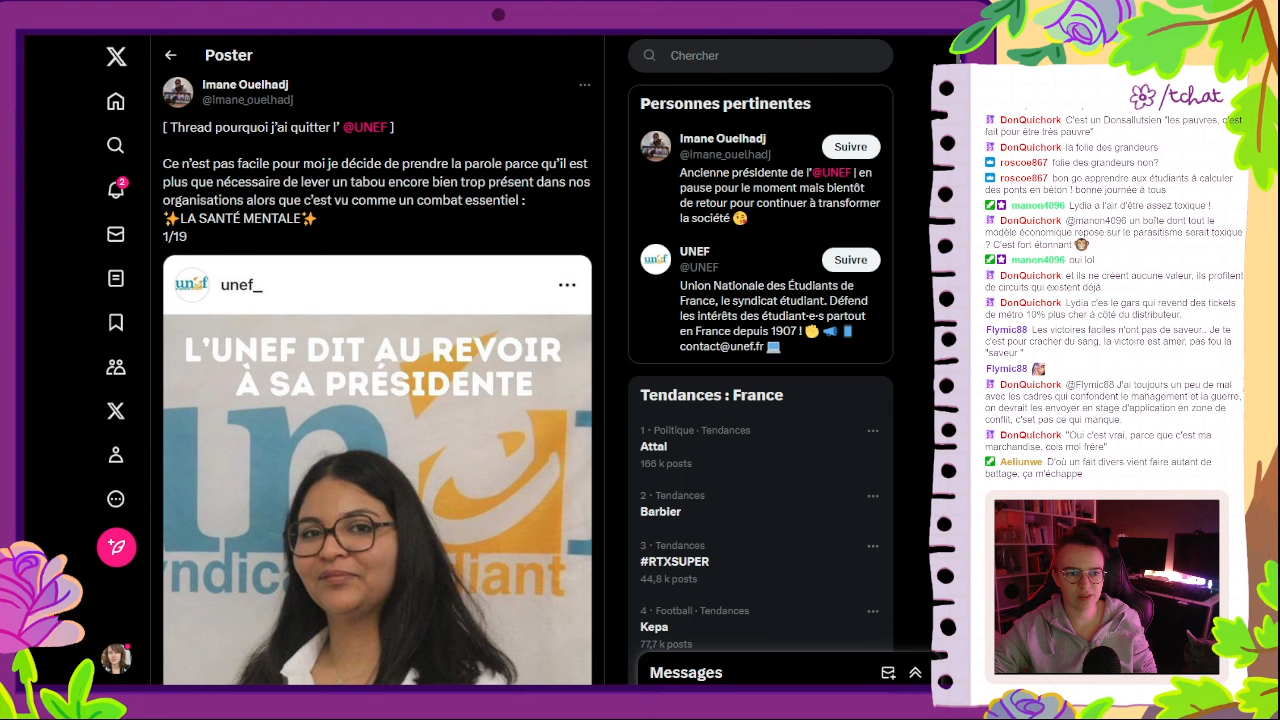 Poster
Imane Ouelhadj
@Imane_ouelhadj
[ Thread pourquoi j'ai quitter l' @UNEF ]
Ce n'est pas facile pour moi je décide de prendre la parole parce qu'il est
plus que nécessaire de lever un tabou encore bien trop présent dans nos
organisations alors que c'est vu comme un combat essentiel :
✨LA SANTÉ MENTALE✨
1/19
unef
unef_
L'UNEF DIT AU REVOIR
À SA PRÉSIDENTE
Chercher
Personnes pertinentes
Imane Ouelhadj
@Imane_ouelhadj
Suivre
Ancienne présidente de l'@UNEF | en
pause pour le moment mais bientôt
de retour pour continuer à transformer
la société 😘
unef
UNEF
@UNEF
Suivre
Union Nationale des Étudiants de
France, le syndicat étudiant. Défend
les intérêts des étudiant·e·s partout
en France depuis 1907 ! ✊ 📣 📱
contact@unef.fr 💻
Tendances : France
1 · Politique · Tendances
Attal
166 k posts
2 · Tendances
Barbier
3 · Tendances
#RTXSUPER
44,8 k posts
4 · Football · Tendances
Kepa
77,7 k posts
Messages
/tchat
DonQuichork C'est un Donsallutsien "les pauvres, c'est
fait pour être très pauvre"
DonQuichork la folie des grandeurs
roscoe867 folie des grandeurs non?
roscoe867 bon go apprendre aux étudiants à calculer
des ponts en béton ! bonne journée à tous
manon4096 Lydia a l'air d'être assez toxique !
DonQuichork @manon4096 un boîte dont tout le
modèle économique repose sur le parasitisme serait toxique
? C'est fort étonnant
manon4096 oui lol
DonQuichork et ils ne créent aucune valeur, ils profitent
de circuits qui existent déjà.
DonQuichork Lydia c'es le gars qui revend des tickets
de métro 10% plus cher à côté du distributeur.
Flymic88 Les victoires faciles n'ont pas de saveur.. Je te
c'est pour cracher du sang, la victoire est amer, pas fou la
"saveur "
Flymic88
DonQuichork @Flymic88 J'ai toujours un peu de mal
avec les cadres qui confondent le management et la guerre,
on devrait les envoyer en stage d'application en zone de
conflit, c'set pas ce qui manque.
DonQuichork "Oui c'est vrai, parce que c'est ma
marchandise, cois moi frère"
Aeliunwe D'où un fait divers vient faire autant de
battage, ça m'échappe